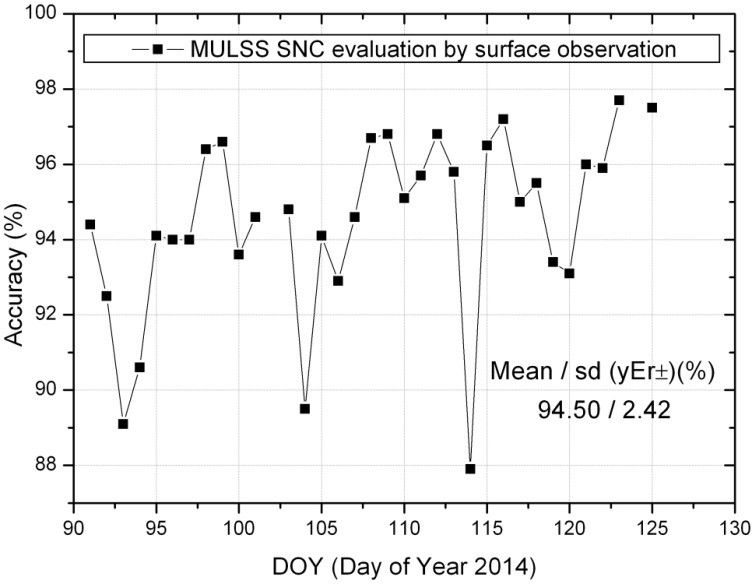 100
98
96
94
92
90
88
Accuracy (%)
MULSS SNC evaluation by surface observation
Mean / sd (yEr±)(%)
94.50 / 2.42
90 95 100 105 110 115 120 125 130
DOY (Day of Year 2014)